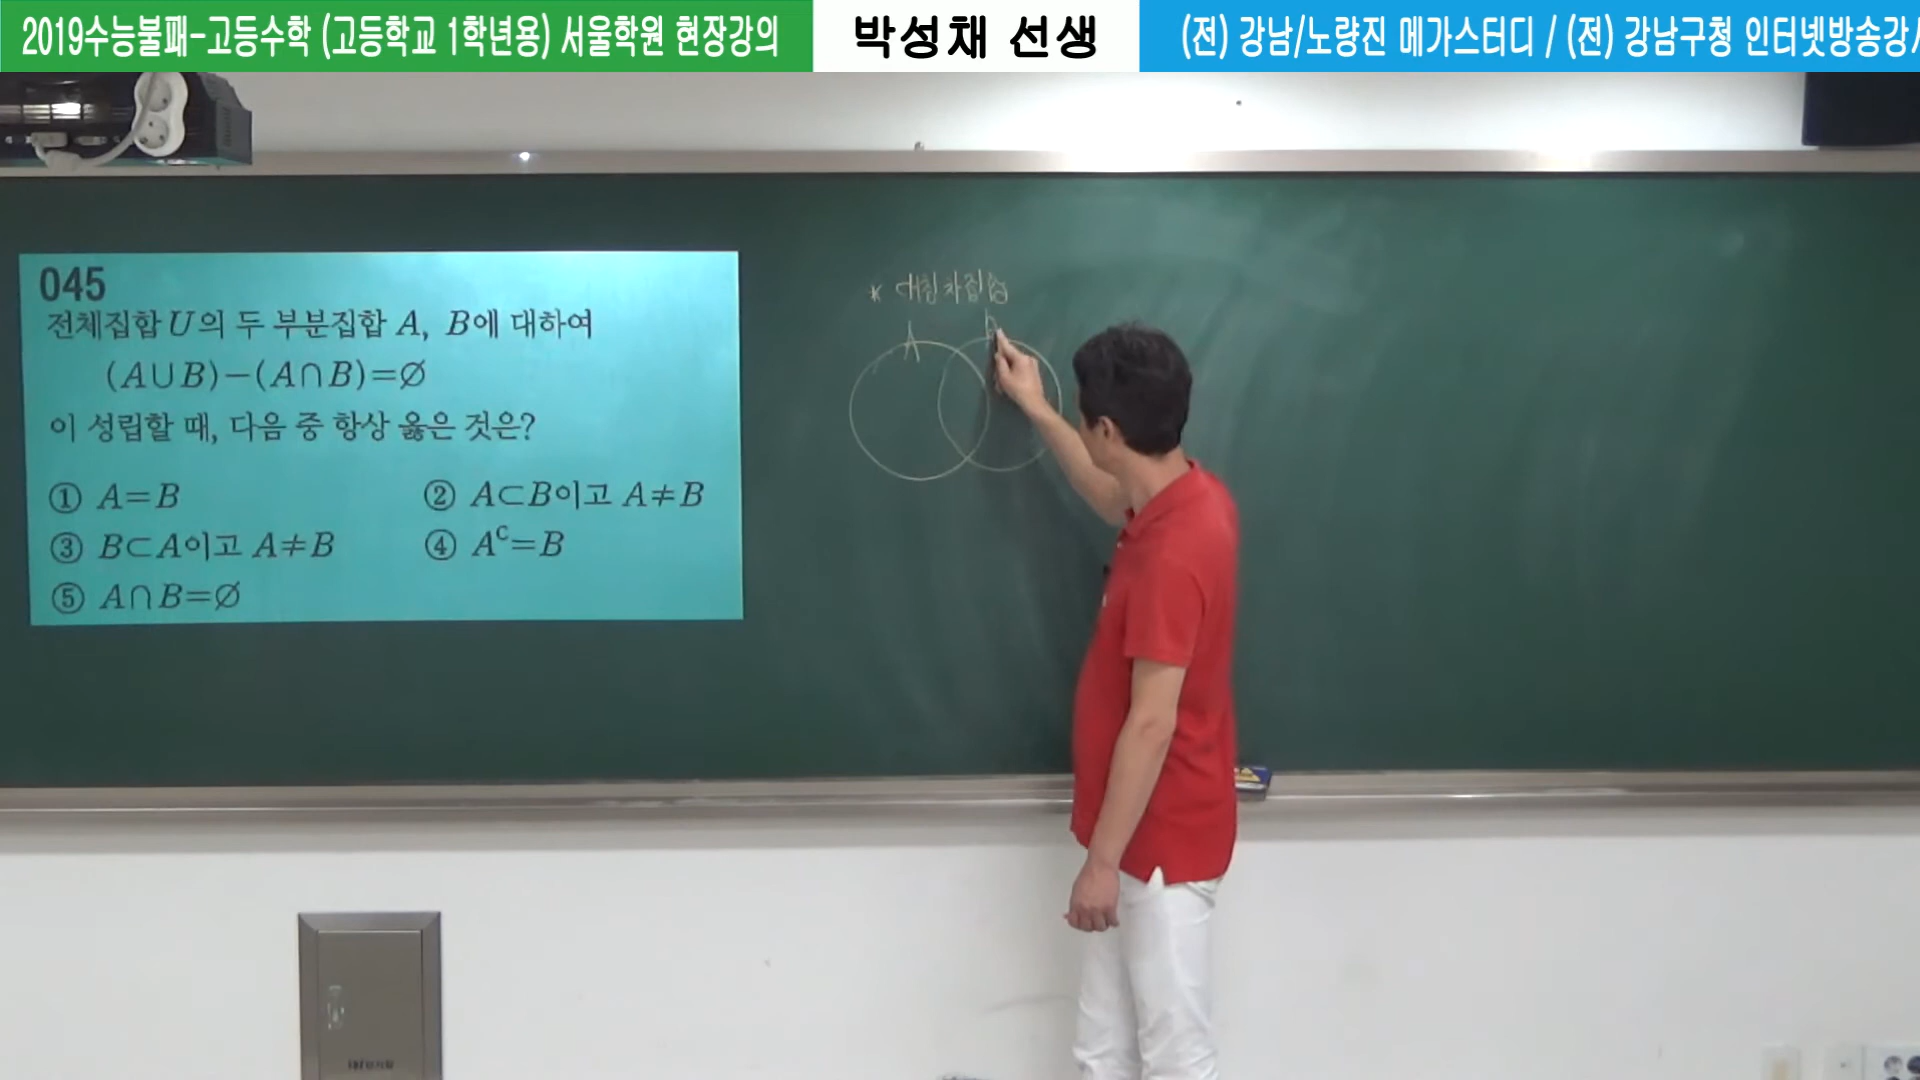 2019수능불패-고등수학 (고등학교 1학년용) 서울학원 현장강의
박성채 선생
(전) 강남/노량진 메가스터디 / (전) 강남구청 인터넷방송강사
045
전체집합 U의 두 부분집합 A, B에 대하여
(A∪B)-(A∩B)=∅
이 성립할 때, 다음 중 항상 옳은 것은?
① A=B
② A⊂B이고 A≠B
③ B⊂A이고 A≠B
④ Aᶜ=B
⑤ A∩B=∅
* 대칭차집합
A
B